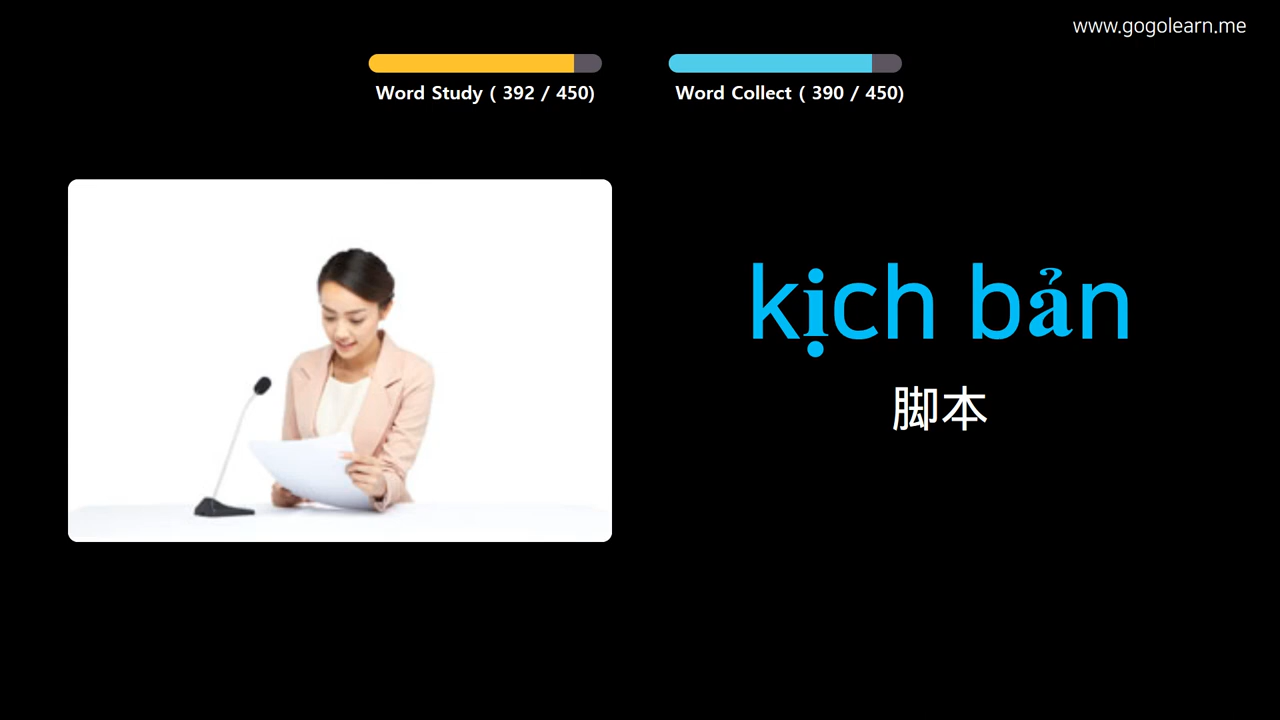 www.gogolearn.me
Word Study ( 392 / 450)
Word Collect ( 390 / 450)
kịch bản
脚本